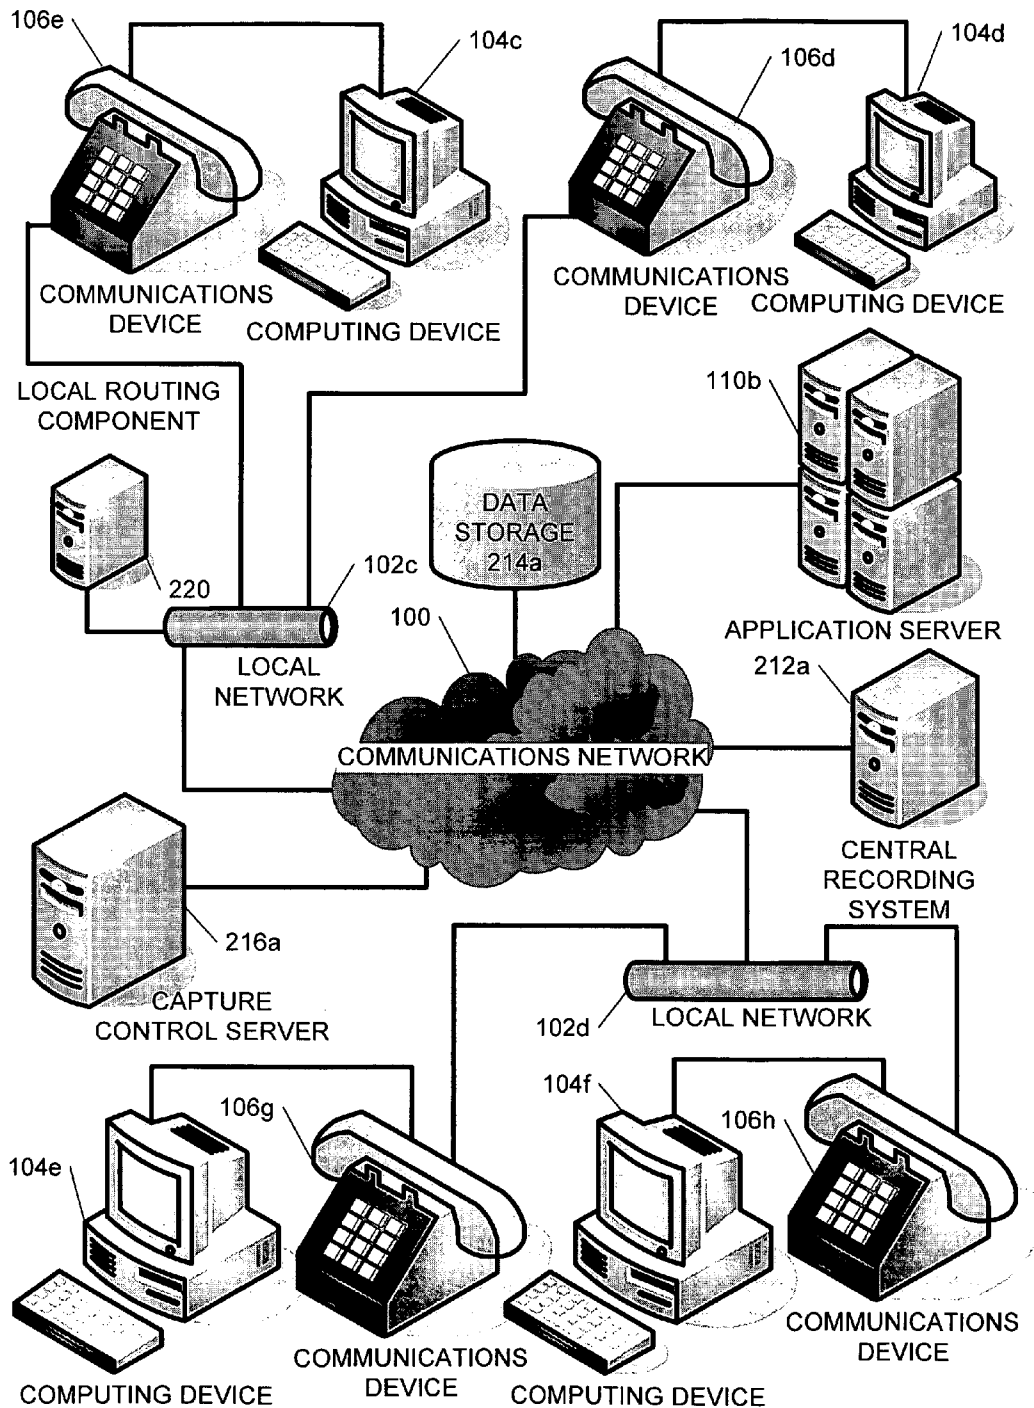 106e
104c
106d
104d
COMMUNICATIONS
DEVICE
COMPUTING DEVICE
COMMUNICATIONS
DEVICE
COMPUTING DEVICE
LOCAL ROUTING
COMPONENT
110b
DATA
STORAGE
214a
220
102c
100
APPLICATION SERVER
LOCAL
NETWORK
212a
COMMUNICATIONS NETWORK
CENTRAL
RECORDING
SYSTEM
216a
CAPTURE
CONTROL SERVER
102d
LOCAL NETWORK
104e
106g
104f
106h
COMPUTING DEVICE
COMMUNICATIONS
DEVICE
COMPUTING DEVICE
COMMUNICATIONS
DEVICE